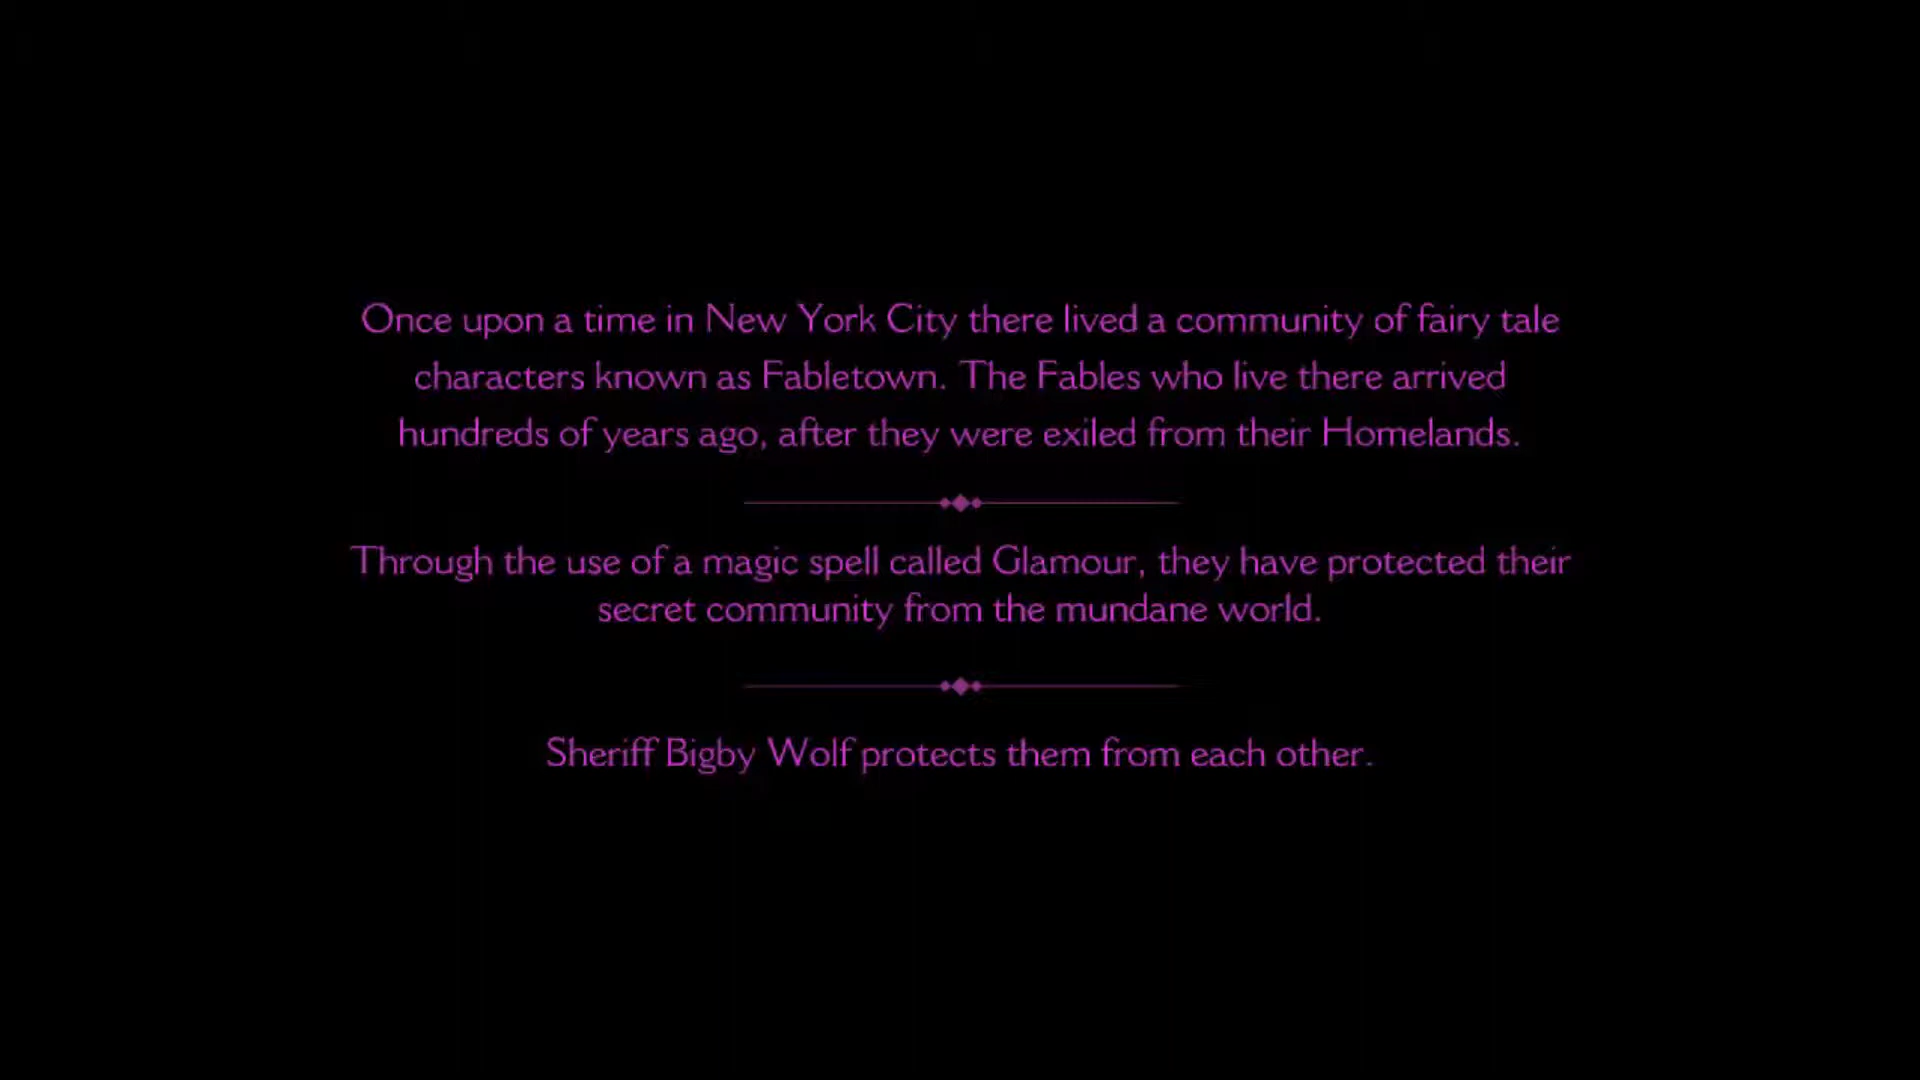 Once upon a time in New York City there lived a community of fairy tale
characters known as Fabletown. The Fables who live there arrived
hundreds of years ago, after they were exiled from their Homelands.
Through the use of a magic spell called Glamour, they have protected their
secret community from the mundane world.
Sheriff Bigby Wolf protects them from each other.